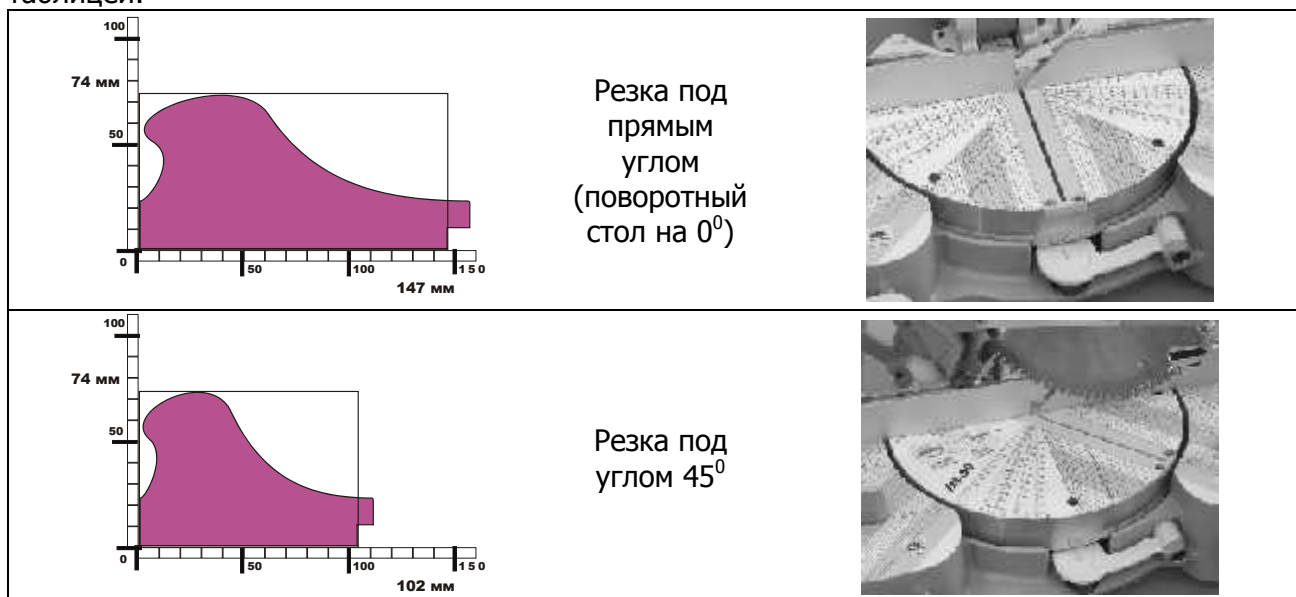 100
74 мм
50
0
50
100
150
147 мм
Резка под
прямым
углом
(поворотный
стол на 0⁰)
100
74 мм
50
0
50
100
150
102 мм
Резка под
углом 45⁰